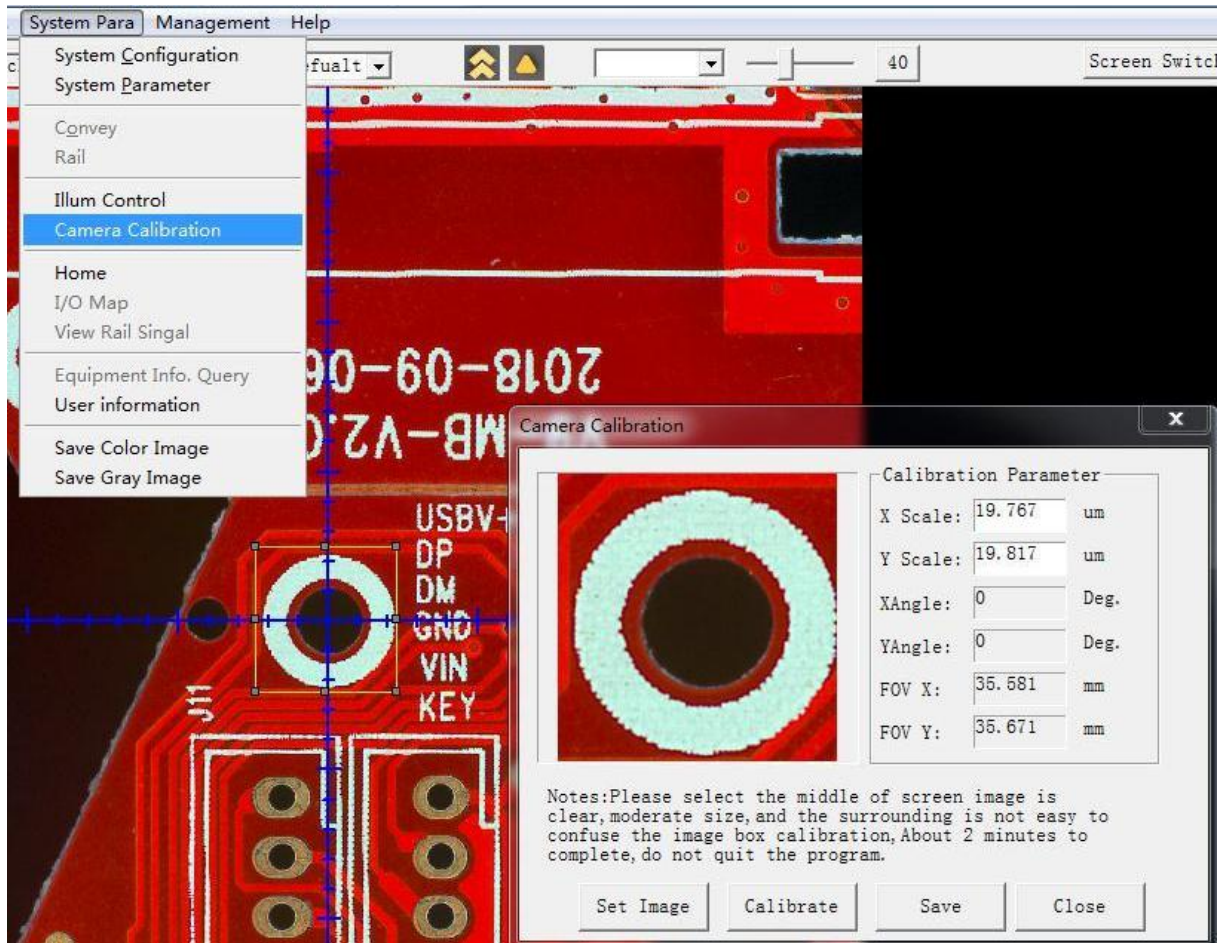 System Para Management Help
System Configuration
System Parameter
Convey
Rail
Illum Control
Camera Calibration
Home
I/O Map
View Rail Singal
Equipment Info. Query
User information
Save Color Image
Save Gray Image
efualt
40
Screen Switch
2018-09-06
MB-V2.0
USBV+
DP
DM
GND
VIN
KEY
J11
Camera Calibration
x
Calibration Parameter
X Scale: 19.767 um
Y Scale: 19.817 um
XAngle: 0 Deg.
YAngle: 0 Deg.
FOV X: 35.581 mm
FOV Y: 35.671 mm
Notes:Please select the middle of screen image is
clear,moderate size,and the surrounding is not easy to
confuse the image box calibration,About 2 minutes to
complete,do not quit the program.
Set Image Calibrate Save Close